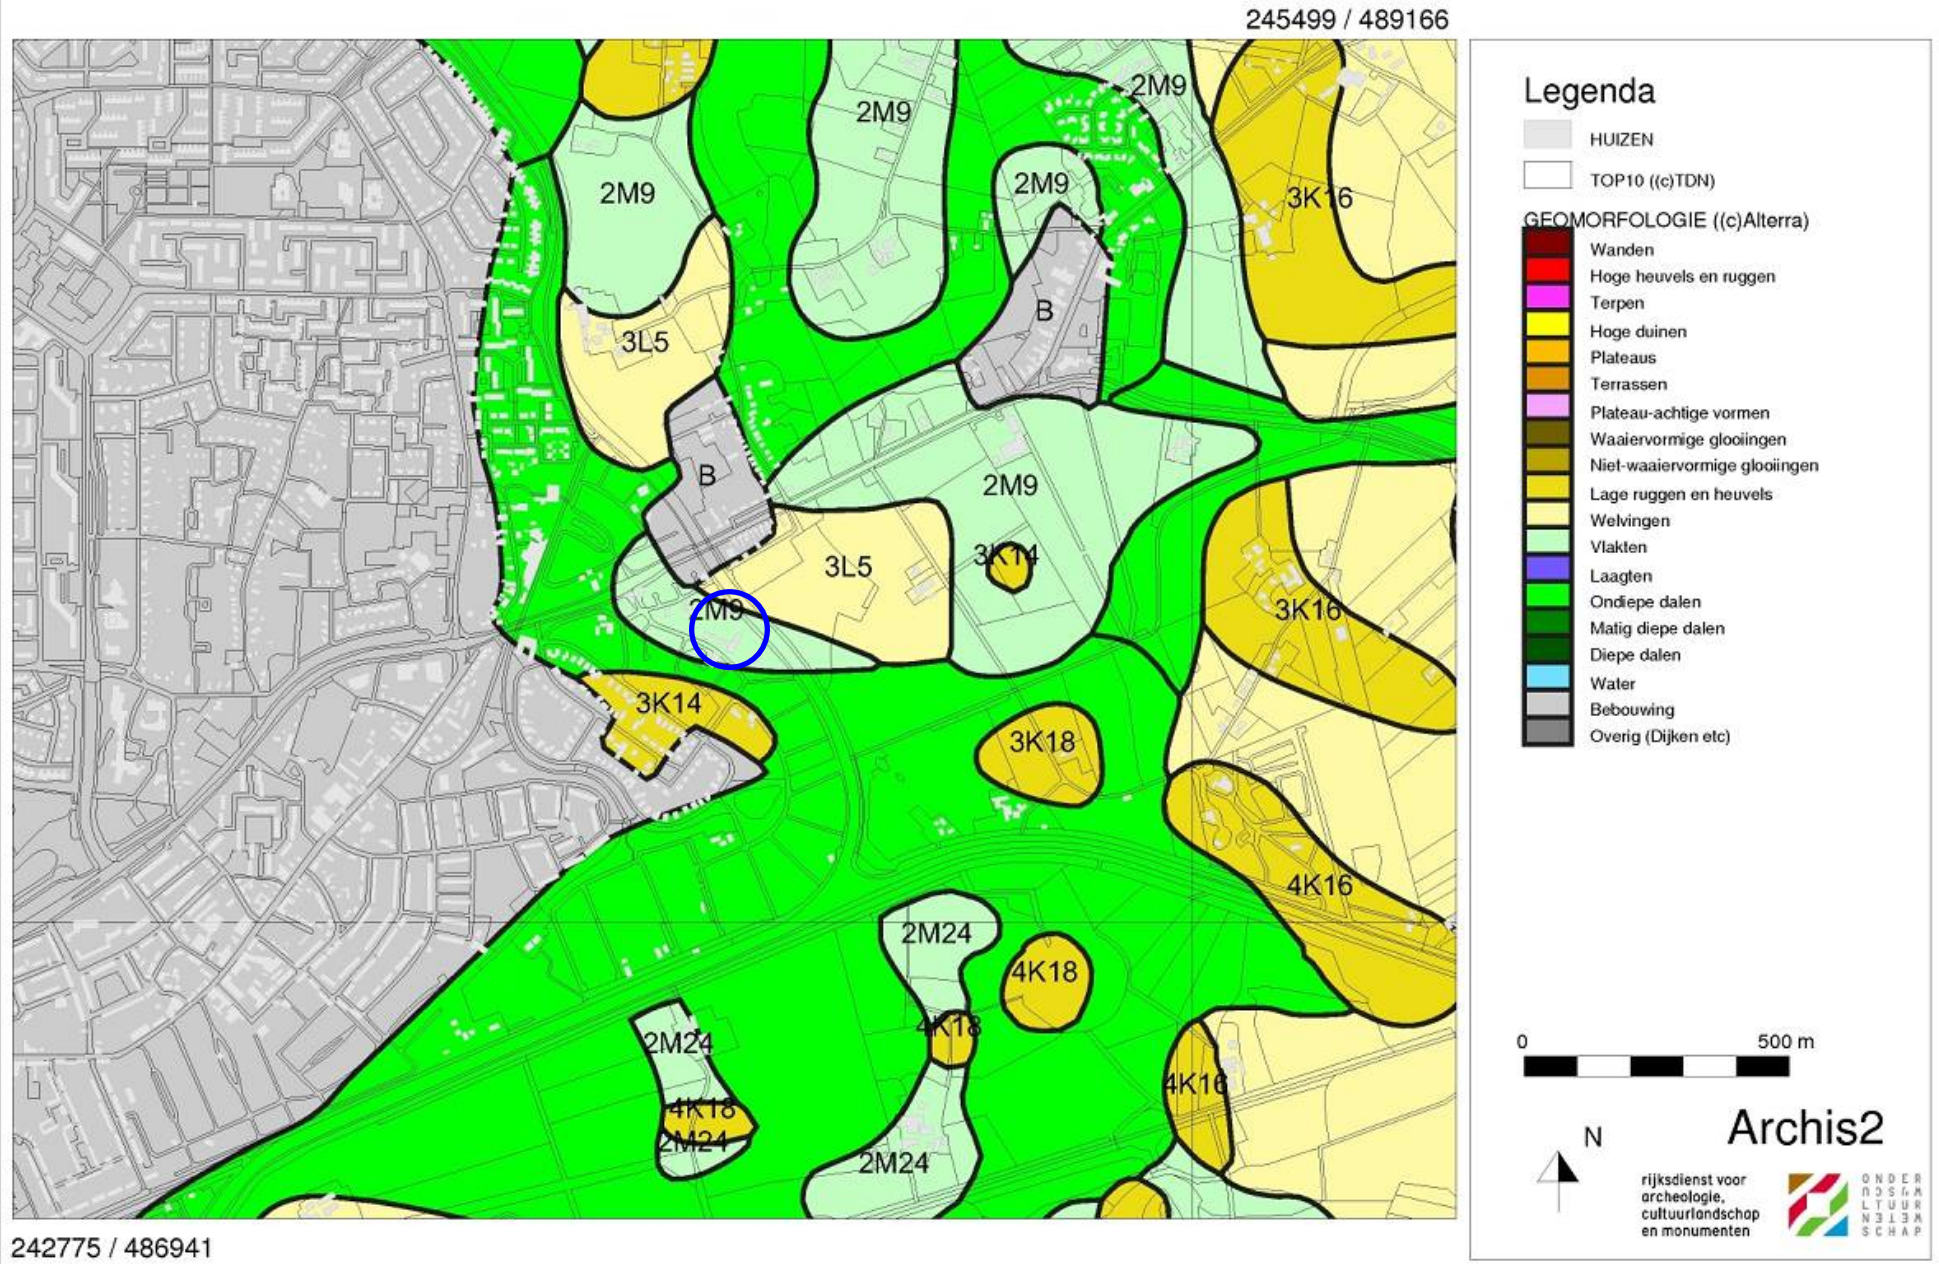 245499 / 489166
2M9
2M9
2M9
2M9
3K16
3L5
B
B
2M9
3L5
3K14
2M9
3K16
3K14
3K18
4K16
2M24
4K18
4K18
2M24
4K16
4K18
2M24
2M24
242775 / 486941
Legenda
HUIZEN
TOP10 ((c)TDN)
GEOMORFOLOGIE ((c)Alterra)
Wanden
Hoge heuvels en ruggen
Terpen
Hoge duinen
Plateaus
Terrassen
Plateau-achtige vormen
Waaiervormige glooiingen
Niet-waaiervormige glooiingen
Lage ruggen en heuvels
Welvingen
Vlakten
Laagten
Ondiepe dalen
Matig diepe dalen
Diepe dalen
Water
Bebouwing
Overig (Dijken etc)
0 500 m
N
Archis2
rijksdienst voor
archeologie,
cultuurlandschap
en monumenten